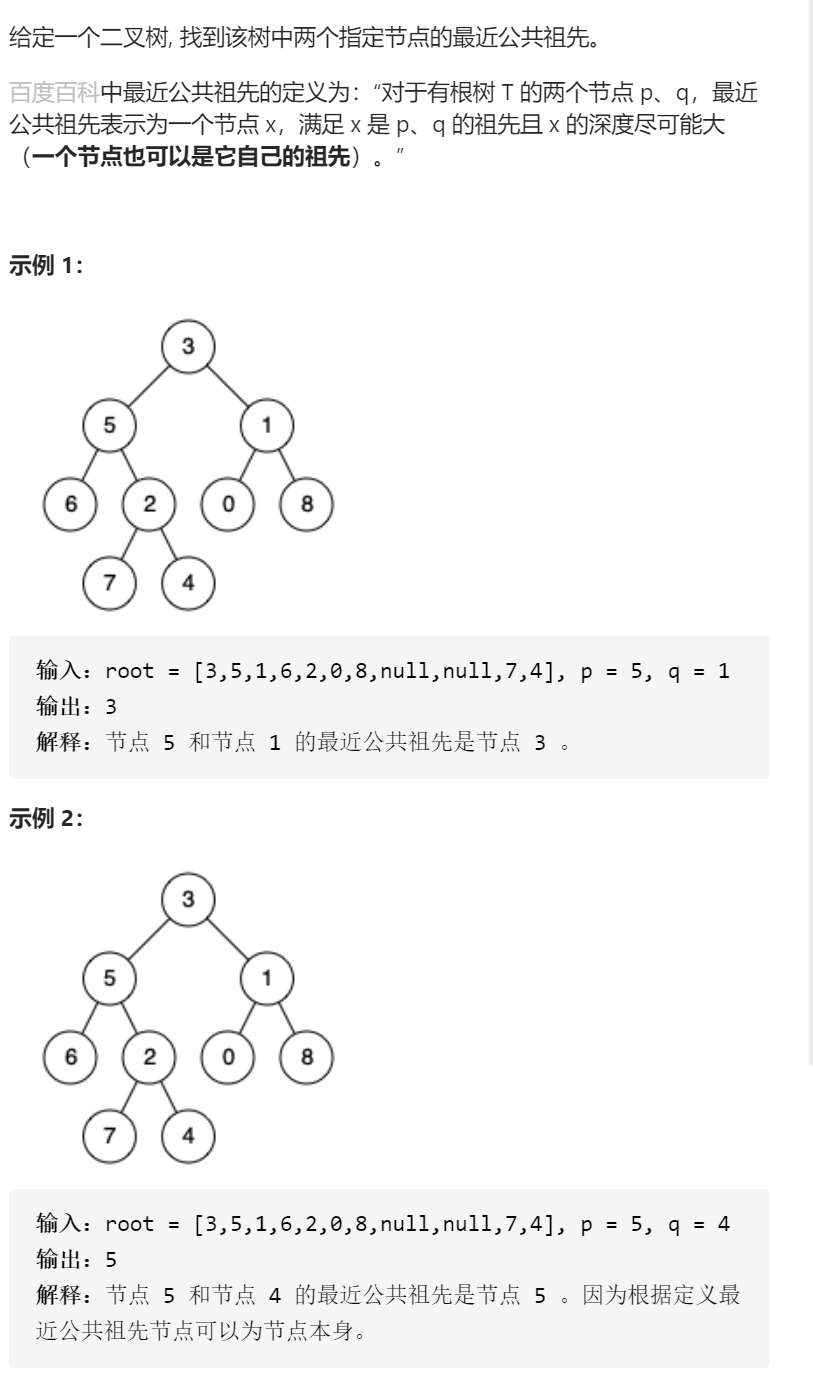 给定一个二叉树, 找到该树中两个指定节点的最近公共祖先。
百度百科中最近公共祖先的定义为：“对于有根树 T 的两个节点 p、q，最近
公共祖先表示为一个节点 x，满足 x 是 p、q 的祖先且 x 的深度尽可能大
（一个节点也可以是它自己的祖先）。”
示例 1：
3
5 1
6 2 0 8
7 4
输入：root = [3,5,1,6,2,0,8,null,null,7,4], p = 5, q = 1
输出：3
解释：节点 5 和节点 1 的最近公共祖先是节点 3 。
示例 2：
3
5 1
6 2 0 8
7 4
输入：root = [3,5,1,6,2,0,8,null,null,7,4], p = 5, q = 4
输出：5
解释：节点 5 和节点 4 的最近公共祖先是节点 5 。因为根据定义最
近公共祖先节点可以为节点本身。